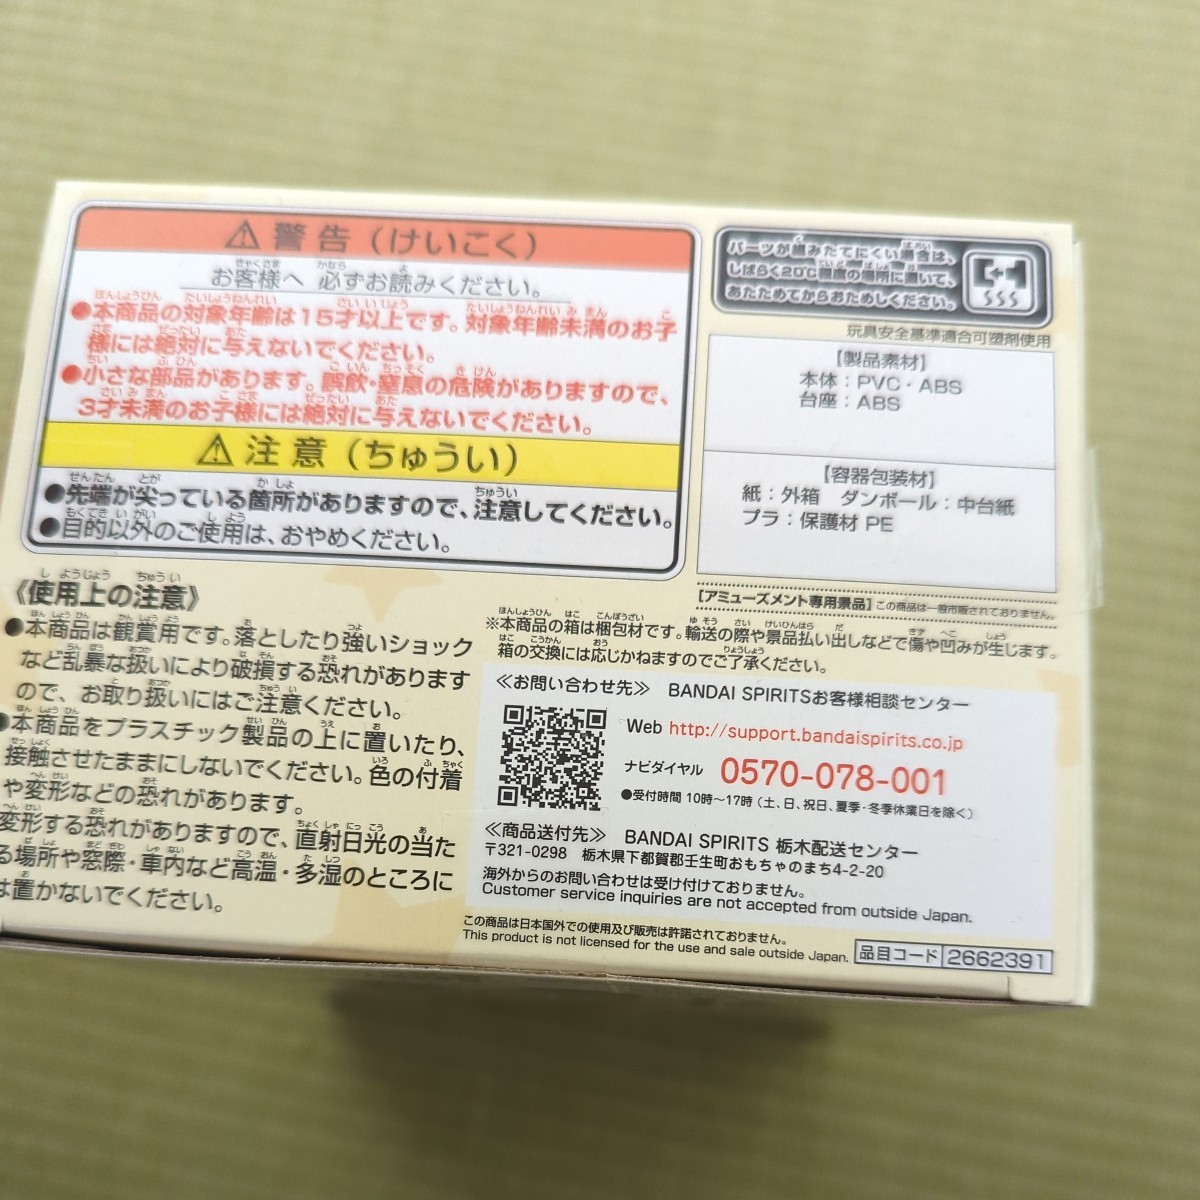 ⚠ 警告（けいこく）
お客様へ 必ずお読みください。
●本商品の対象年齢は15才以上です。対象年齢未満のお子
様には絶対に与えないでください。
●小さな部品があります。誤飲・窒息の危険がありますので、
3才未満のお子様には絶対に与えないでください。
⚠ 注意（ちゅうい）
●先端が尖っている箇所がありますので、注意してください。
●目的以外のご使用は、おやめください。
パーツが組みたてにくい場合は、
しばらく20℃程度の場所に置いて、
あたためてからおためしください。
玩具安全基準適合可塑剤使用
【製品素材】
本体：PVC・ABS
台座：ABS
【容器包装材】
紙：外箱 ダンボール：中台紙
プラ：保護材 PE
【アミューズメント専用景品】この商品は一般市販されておりません。
《使用上の注意》
●本商品は観賞用です。落としたり強いショック
など乱暴な扱いにより破損する恐れがあります
ので、お取り扱いにはご注意ください。
●本商品をプラスチック製品の上に置いたり、
接触させたままにしないでください。色の付着
や変形などの恐れがあります。
変形する恐れがありますので、直射日光の当た
る場所や窓際・車内など高温・多湿のところに
は置かないでください。
※本商品の箱は梱包材です。輸送の際や景品払い出しなどで傷や凹みが生じます。
箱の交換には応じかねますのでご了承ください。
≪お問い合わせ先≫ BANDAI SPIRITSお客様相談センター
Web http://support.bandaispirits.co.jp
ナビダイヤル 0570-078-001
●受付時間 10時～17時（土、日、祝日、夏季・冬季休業日を除く）
≪商品送付先≫ BANDAI SPIRITS 栃木配送センター
〒321-0298 栃木県下都賀郡壬生町おもちゃのまち4-2-20
海外からのお問い合わせは受け付けておりません。
Customer service inquiries are not accepted from outside Japan.
この商品は日本国外での使用及び販売は許諾されておりません。
This product is not licensed for the use and sale outside Japan.
品目コード 2662391